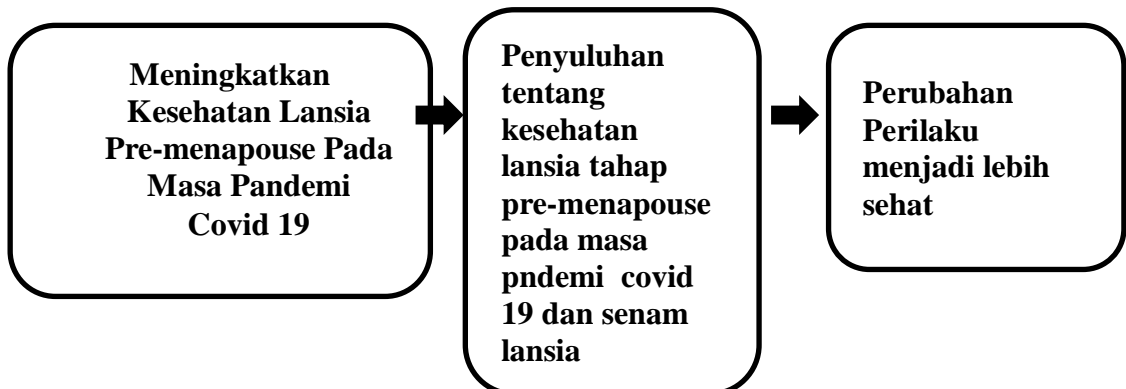 Meningkatkan
Kesehatan Lansia
Pre-menapouse Pada
Masa Pandemi
Covid 19
Penyuluhan
tentang
kesehatan
lansia tahap
pre-menapouse
pada masa
pndemi covid
19 dan senam
lansia
Perubahan
Perilaku
menjadi lebih
sehat